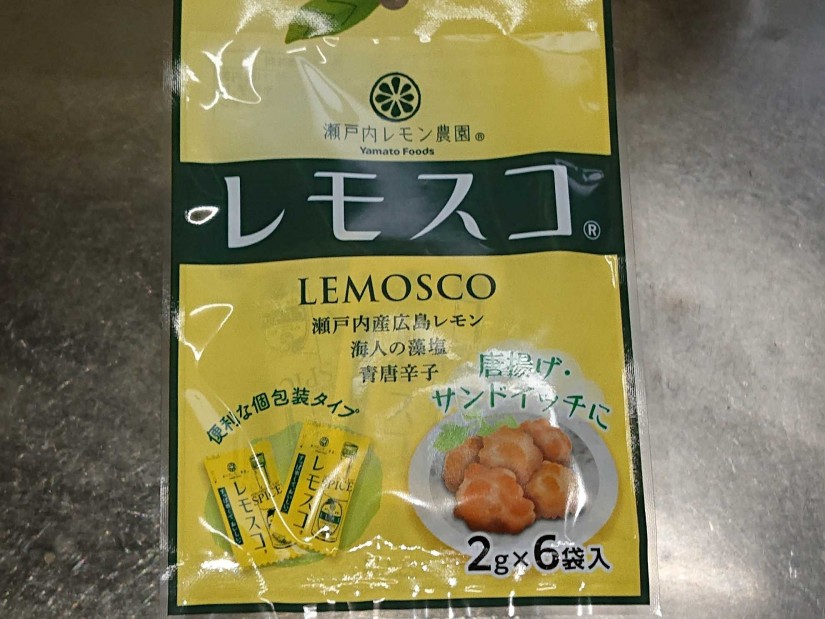 瀬戸内レモン農園®
Yamato Foods
レモスコ®
LEMOSCO
瀬戸内産広島レモン
海人の藻塩
青唐辛子
唐揚げ・
サンドイッチに
便利な個包装タイプ
レモスコ
SPICE
レモスコ
SPICE
2g×6袋入